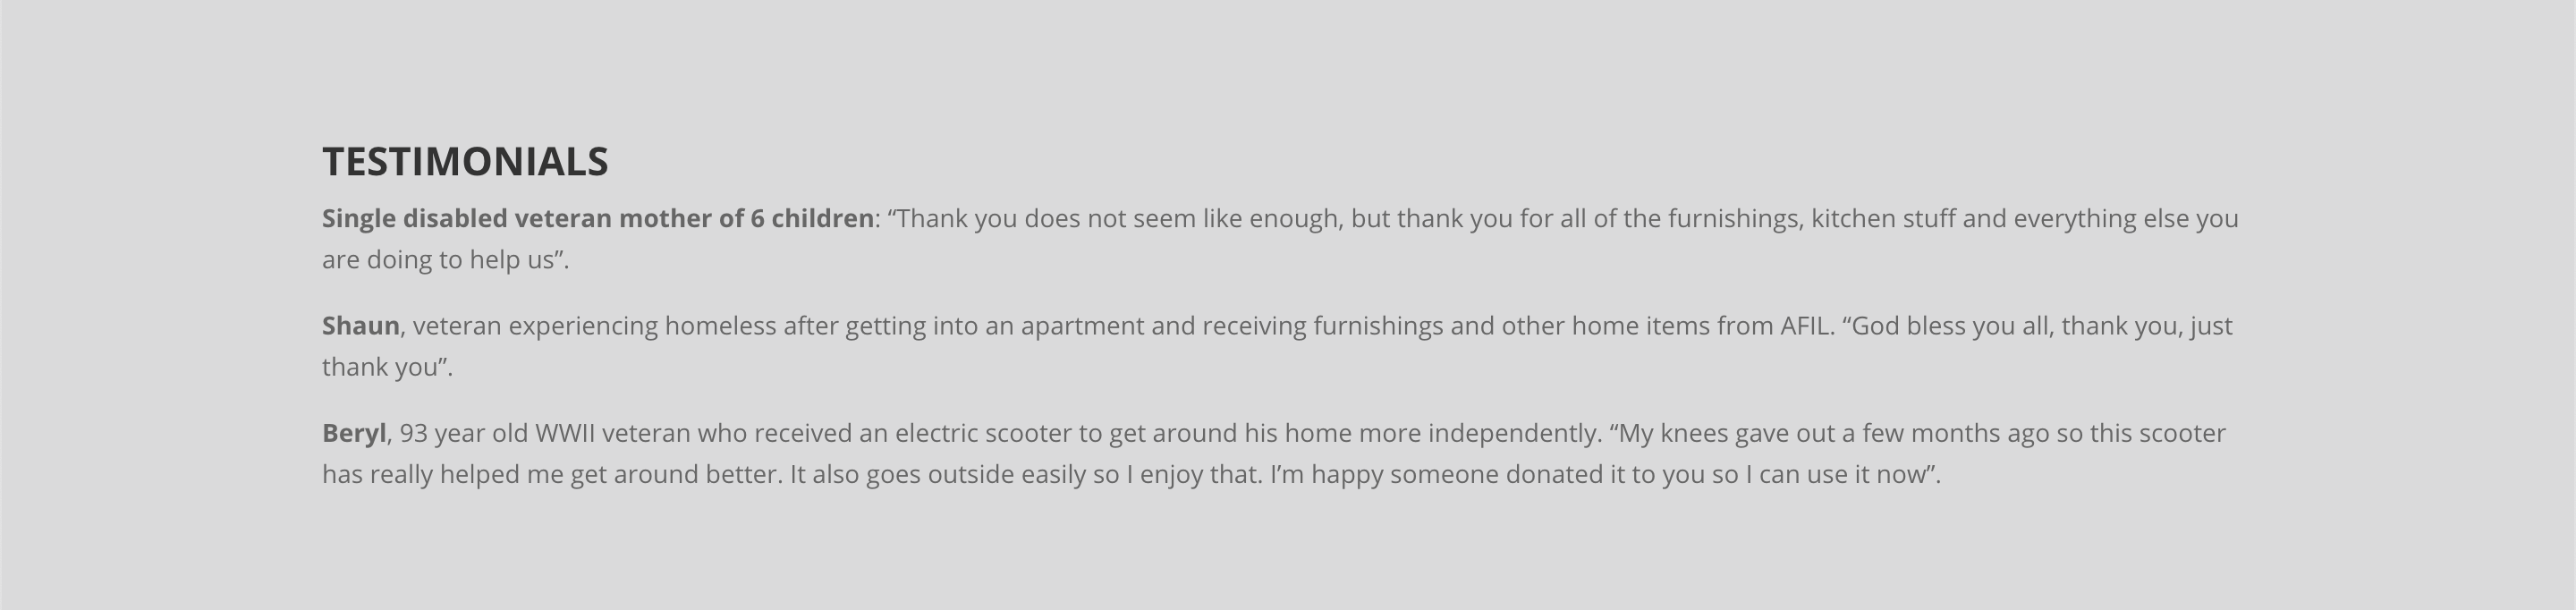 TESTIMONIALS
Single disabled veteran mother of 6 children: “Thank you does not seem like enough, but thank you for all of the furnishings, kitchen stuff and everything else you
are doing to help us”.
Shaun, veteran experiencing homeless after getting into an apartment and receiving furnishings and other home items from AFIL. “God bless you all, thank you, just
thank you”.
Beryl, 93 year old WWII veteran who received an electric scooter to get around his home more independently. “My knees gave out a few months ago so this scooter
has really helped me get around better. It also goes outside easily so I enjoy that. I’m happy someone donated it to you so I can use it now”.